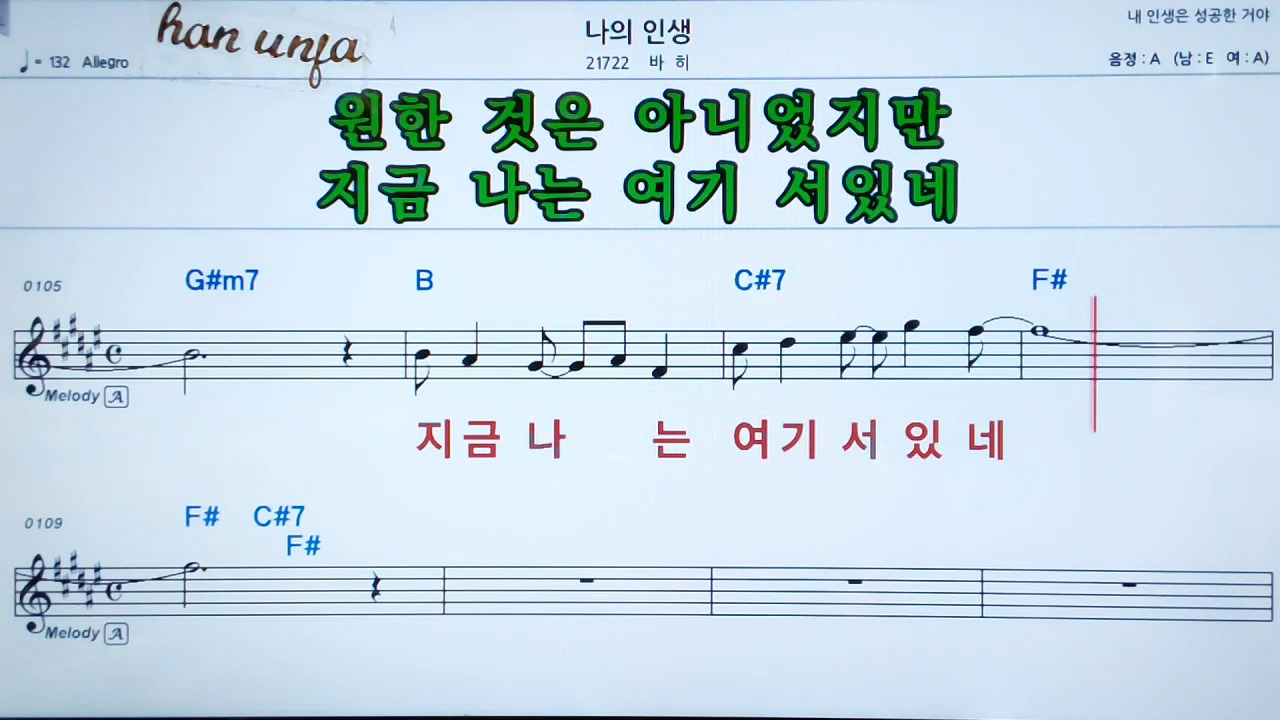 han unfa
나의 인생
내 인생은 성공한 거야
♩= 132 Allegro
21722 바 히
음정 : A (남 : E 여 : A)
원한 것은 아니었지만
지금 나는 여기 서있네
0105 G#m7 B C#7 F#
Melody A
지금 나 는 여기 서 있 네
0109 F# C#7
F#
Melody A